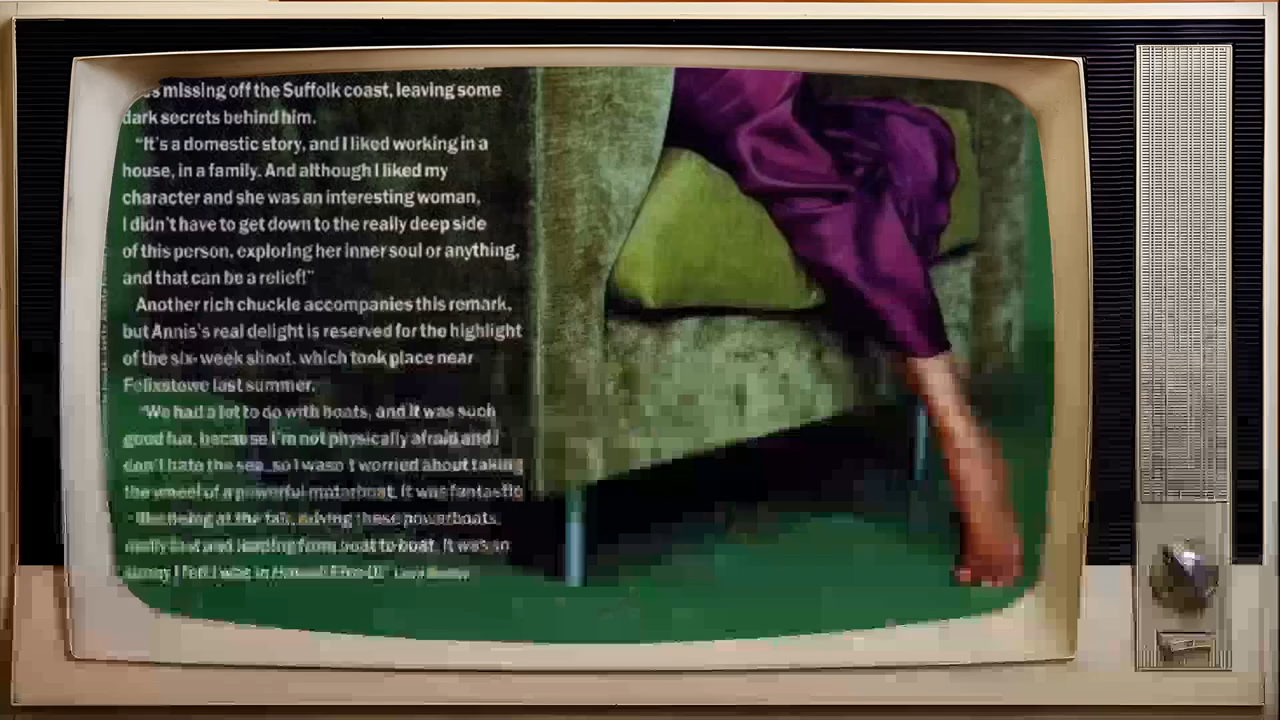 missing off the Suffolk coast, leaving some
dark secrets behind him.
"It's a domestic story, and I liked working in a
house, in a family. And although I liked my
character and she was an interesting woman,
I didn't have to get down to the really deep side
of this person, exploring her inner soul or anything,
and that can be a relief!"
Another rich chuckle accompanies this remark,
but Annis's real delight is reserved for the highlight
of the six-week shoot, which took place near
Felixstowe last summer.
"We had a lot to do with boats, and it was such
good fun, because I'm not physically afraid and I
don't hate the sea, so I wasn't worried about taking
the wheel of a powerful motorboat. It was fantastic
being at the driving these powerboats,
really fast and leaping from boat to boat. It was so
funny I felt I was in Hawaii Five-O!"